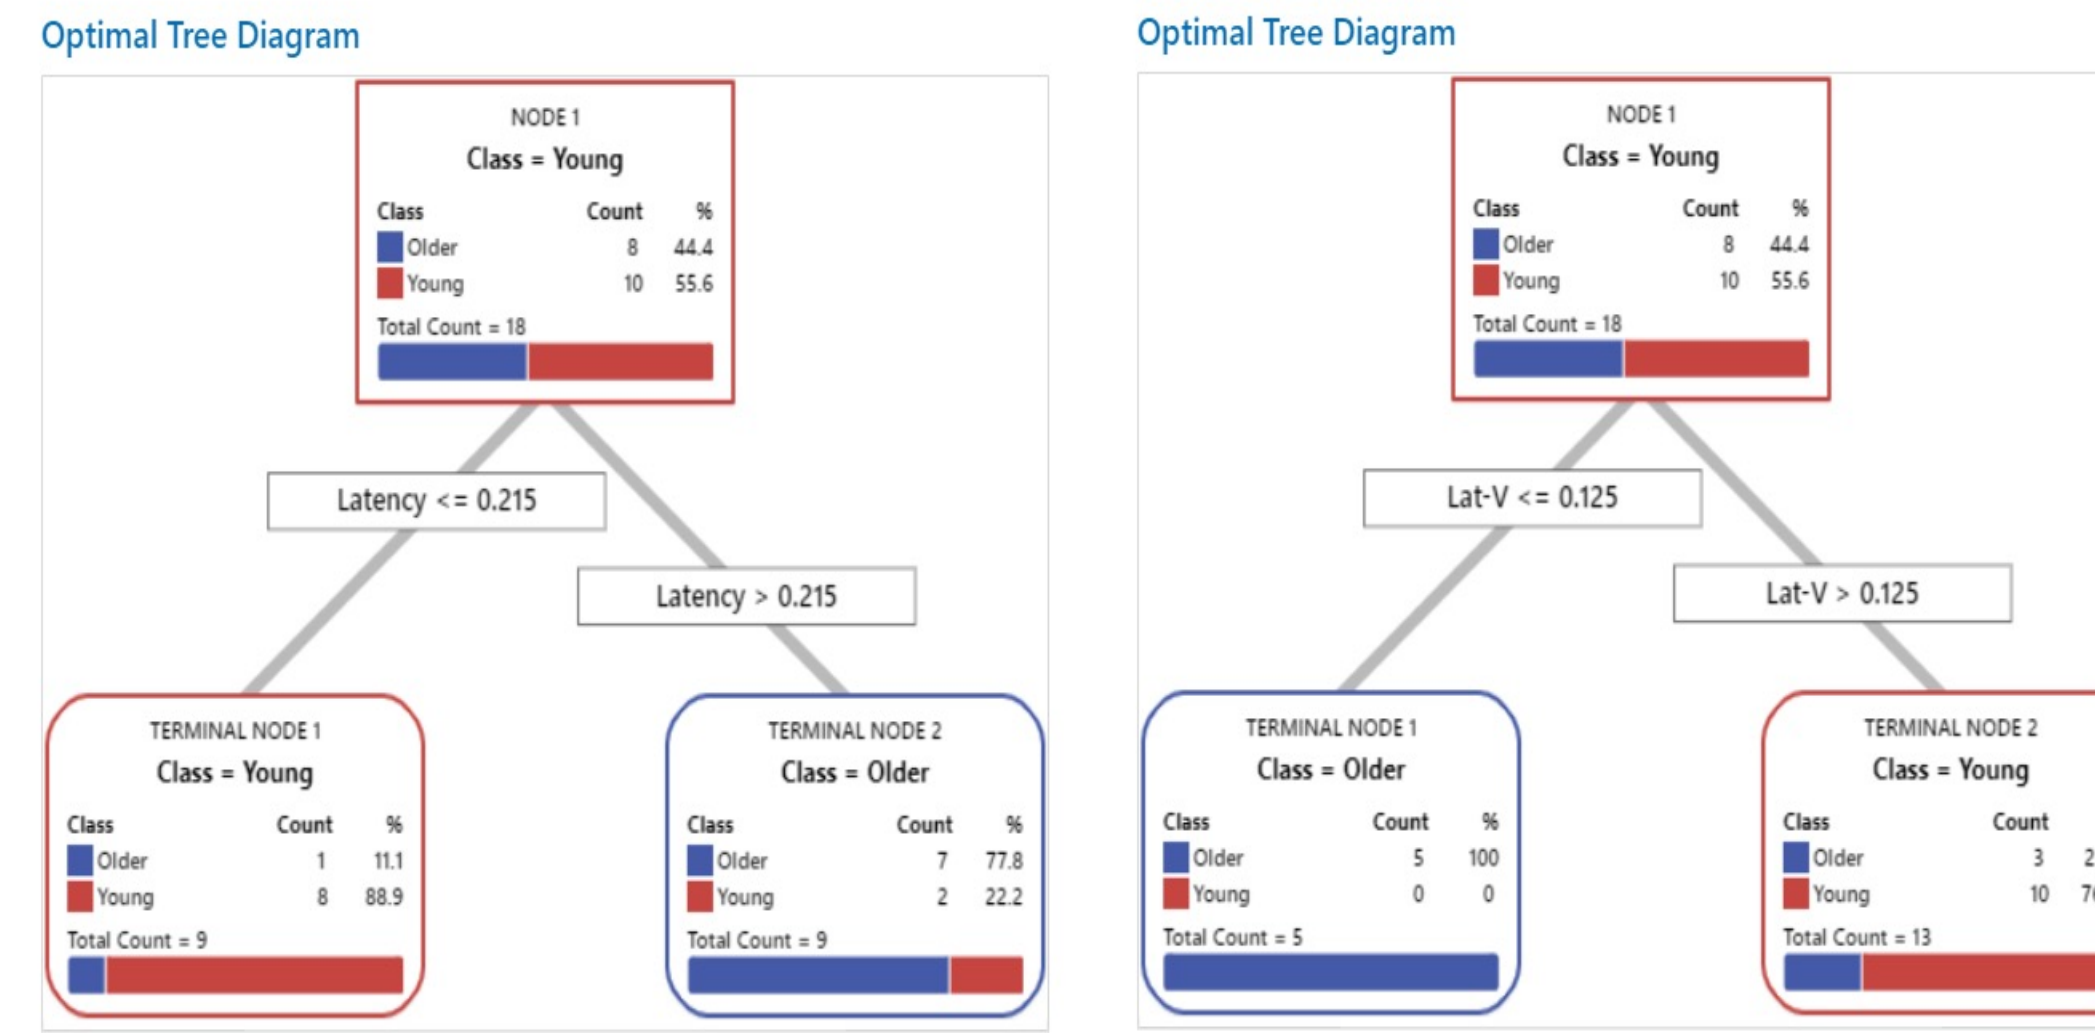 Optimal Tree Diagram
NODE 1
Class = Young
Class Count %
Older 8 44.4
Young 10 55.6
Total Count = 18
Latency <= 0.215
Latency > 0.215
TERMINAL NODE 1
Class = Young
Class Count %
Older 1 11.1
Young 8 88.9
Total Count = 9
TERMINAL NODE 2
Class = Older
Class Count %
Older 7 77.8
Young 2 22.2
Total Count = 9
Optimal Tree Diagram
NODE 1
Class = Young
Class Count %
Older 8 44.4
Young 10 55.6
Total Count = 18
Lat-V <= 0.125
Lat-V > 0.125
TERMINAL NODE 1
Class = Older
Class Count %
Older 5 100
Young 0 0
Total Count = 5
TERMINAL NODE 2
Class = Young
Class Count
Older 3
Young 10
Total Count = 13